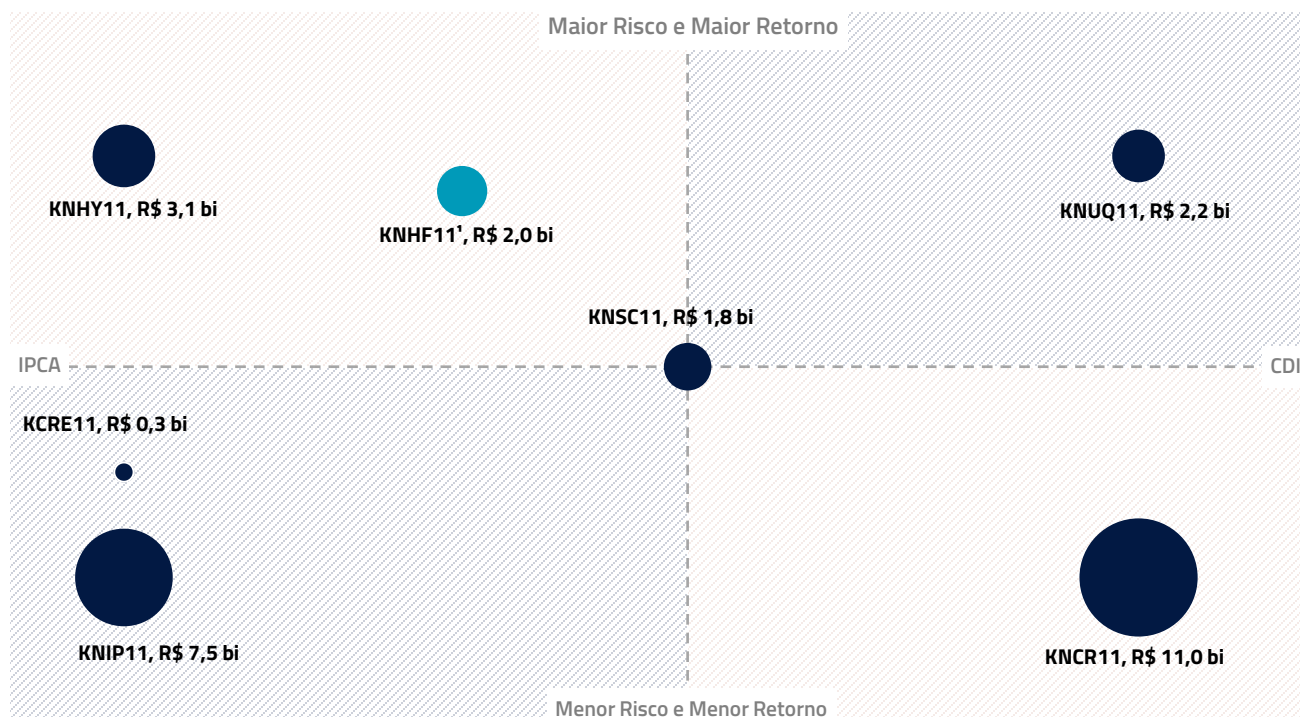 Maior Risco e Maior Retorno
KNHY11, R$ 3,1 bi
KNHF11¹, R$ 2,0 bi
KNUQ11, R$ 2,2 bi
KNSC11, R$ 1,8 bi
IPCA
CDI
KCRE11, R$ 0,3 bi
KNIP11, R$ 7,5 bi
KNCR11, R$ 11,0 bi
Menor Risco e Menor Retorno